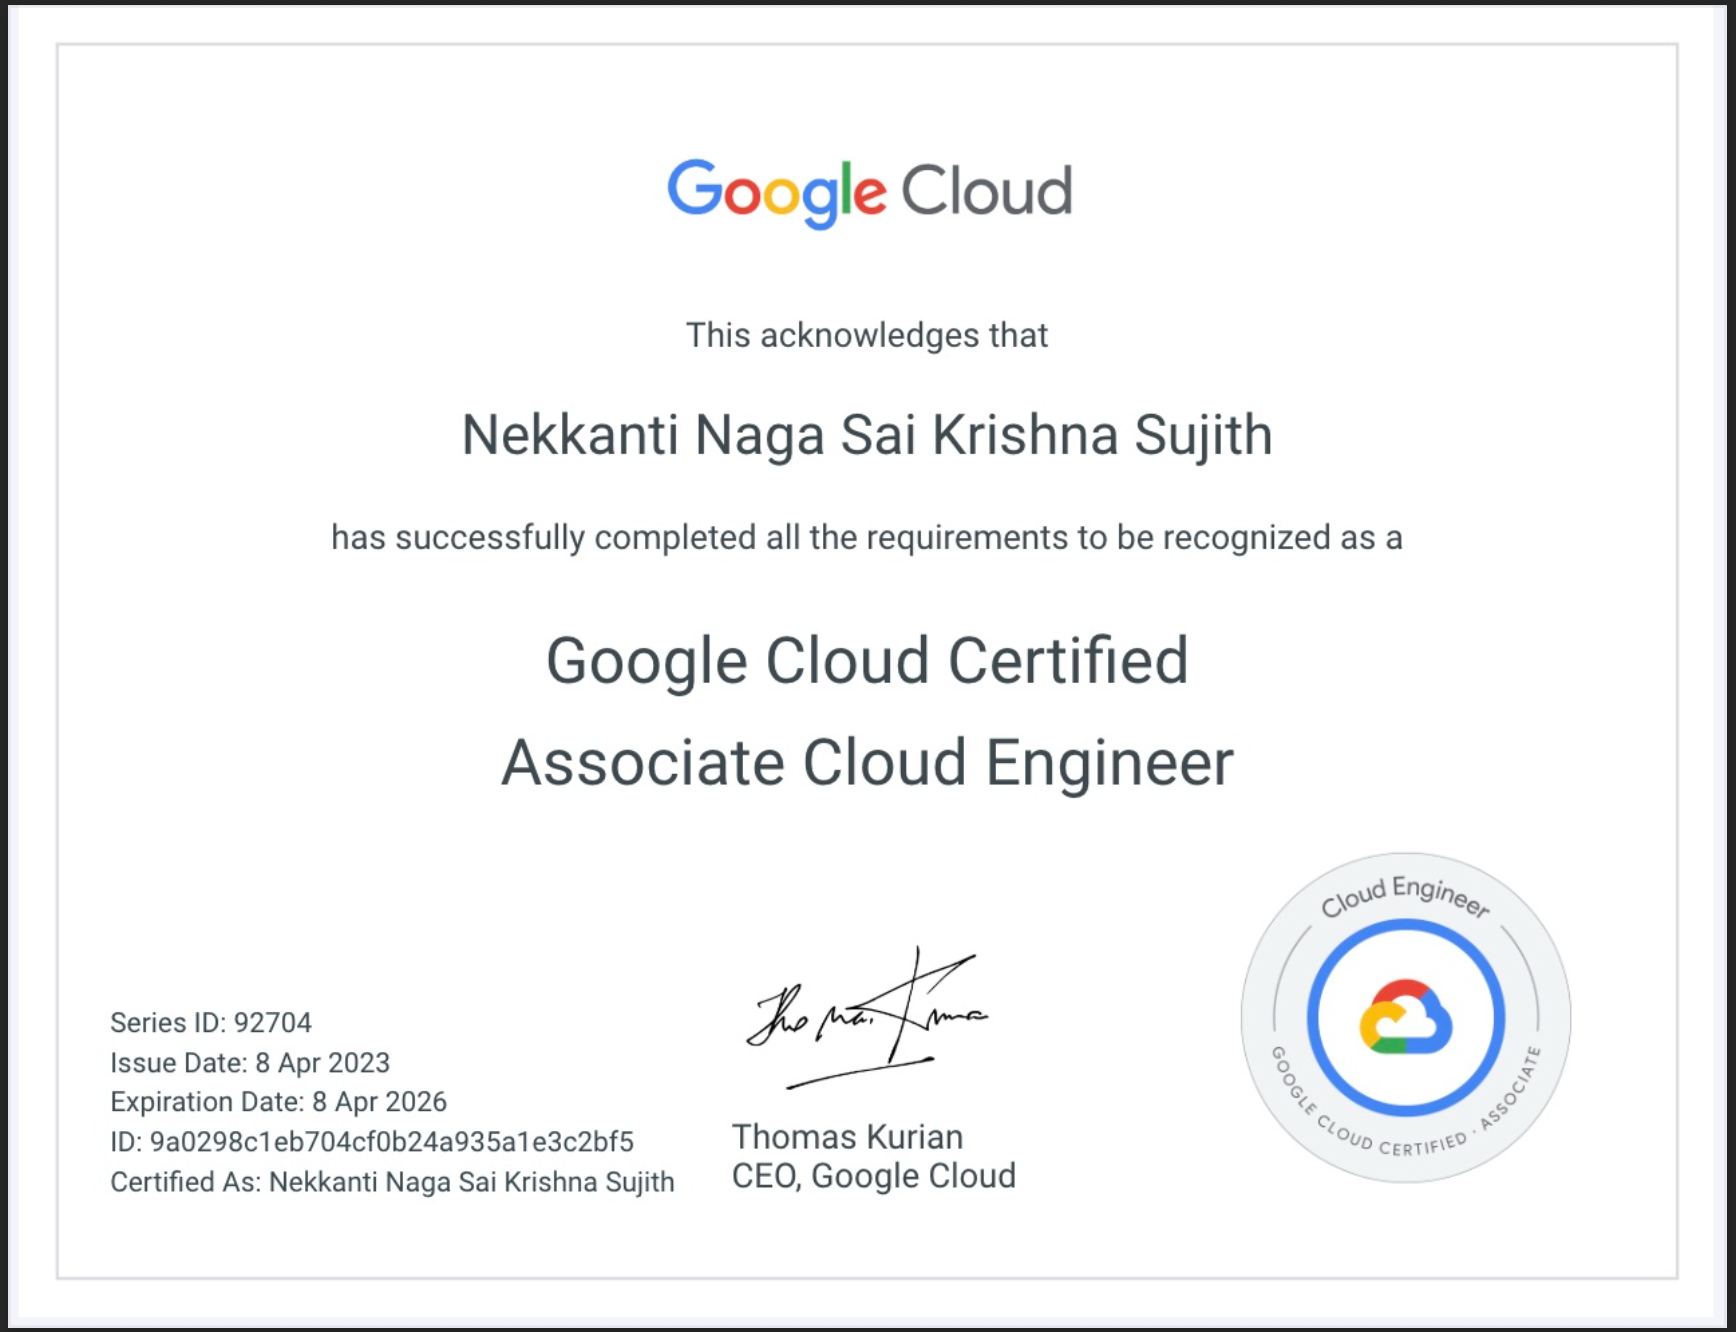 Google Cloud
This acknowledges that
Nekkanti Naga Sai Krishna Sujith
has successfully completed all the requirements to be recognized as a
Google Cloud Certified
Associate Cloud Engineer
Series ID: 92704
Issue Date: 8 Apr 2023
Expiration Date: 8 Apr 2026
ID: 9a0298c1eb704cf0b24a935a1e3c2bf5
Certified As: Nekkanti Naga Sai Krishna Sujith
Thomas Kurian
CEO, Google Cloud
Cloud Engineer
GOOGLE CLOUD CERTIFIED · ASSOCIATE